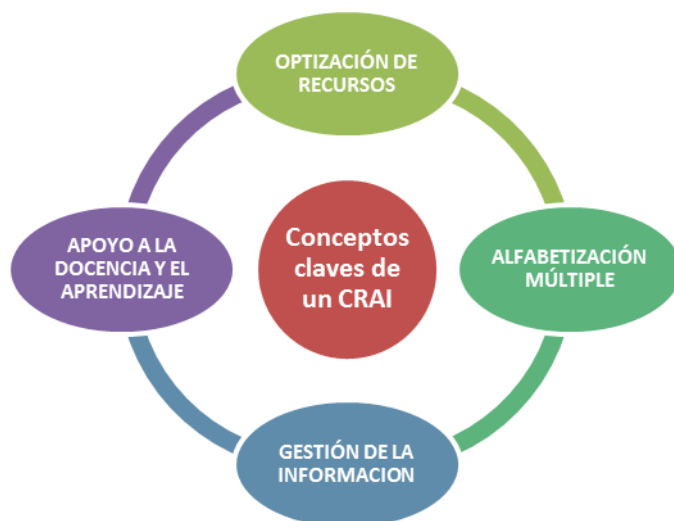 OPTIZACIÓN DE
RECURSOS
Conceptos
claves de
un CRAI
APOYO A LA
DOCENCIA Y EL
APRENDIZAJE
ALFABETIZACIÓN
MÚLTIPLE
GESTIÓN DE LA
INFORMACION